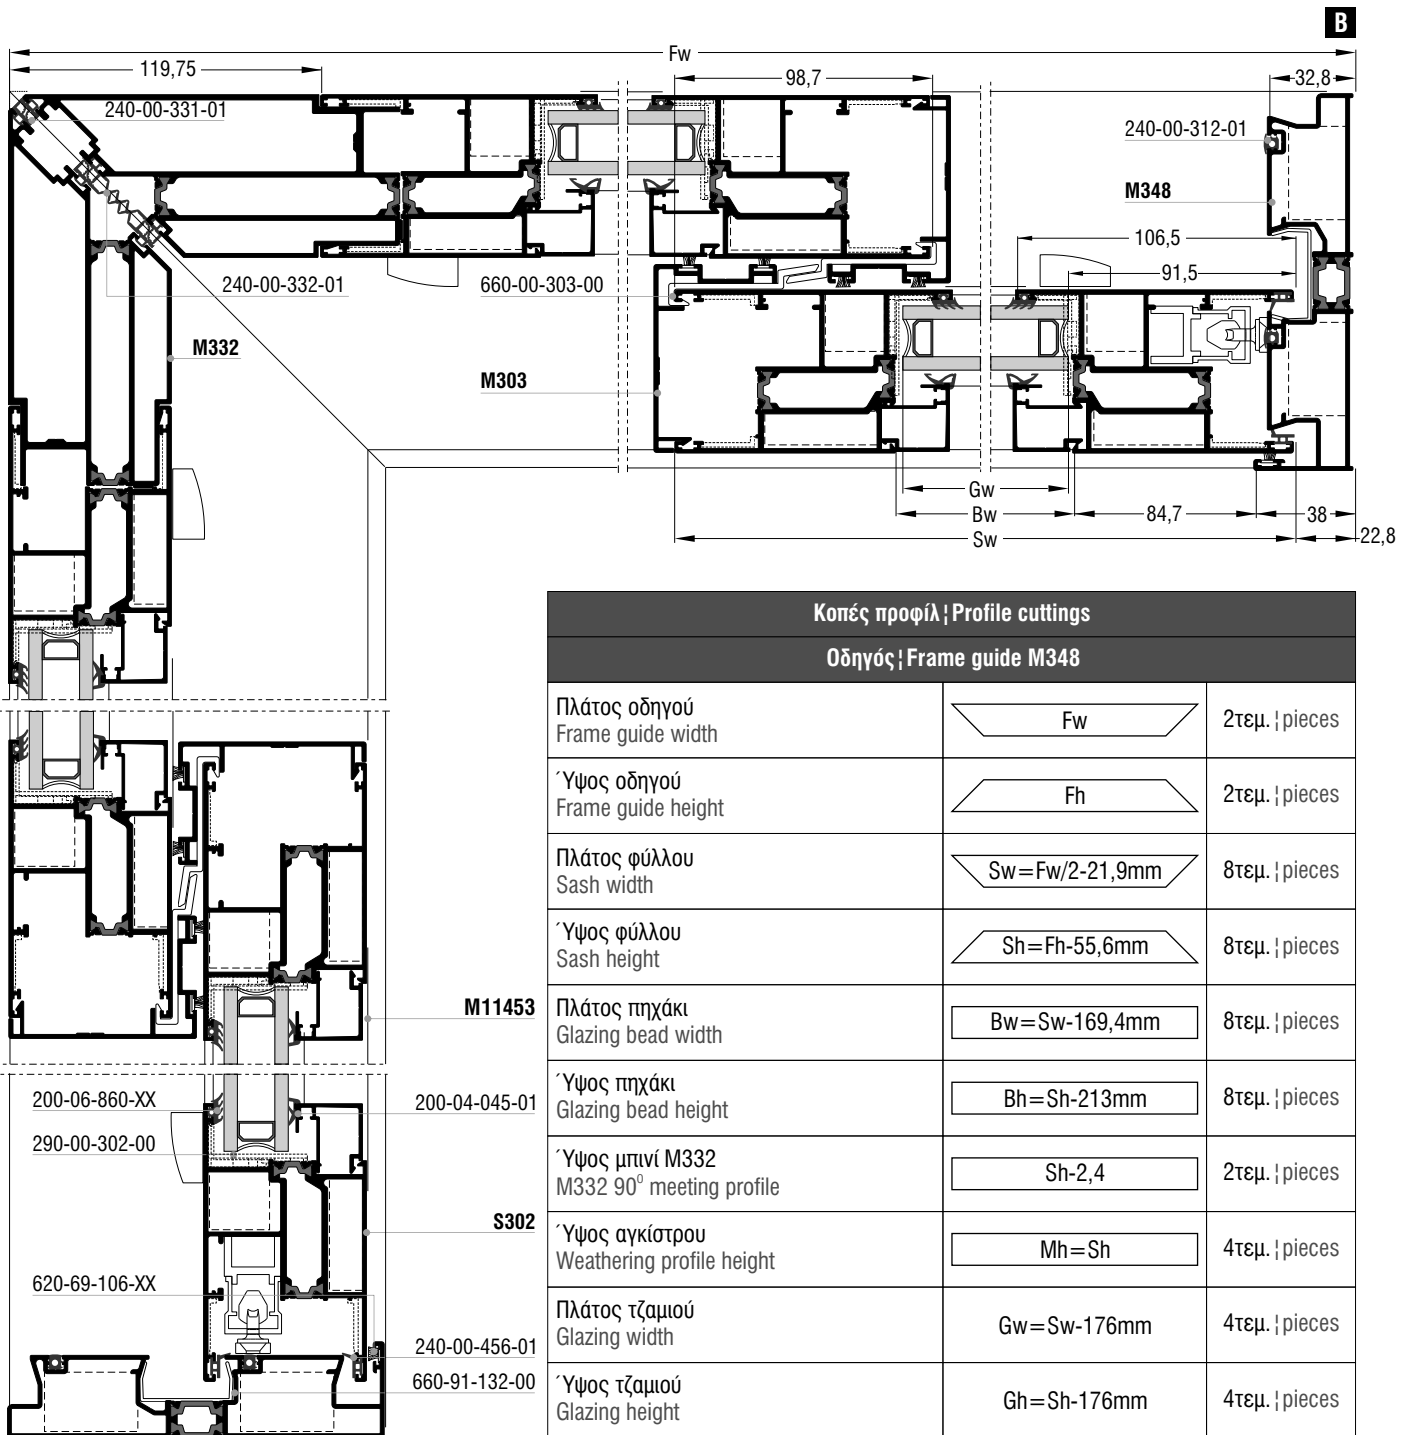 B
Fw
119,75
98,7
32,8
240-00-331-01
240-00-312-01
M348
106,5
91,5
240-00-332-01
660-00-303-00
M332
M303
Gw
Bw
84,7
38
Sw
22,8
Κοπές προφίλ ¦ Profile cuttings
Οδηγός ¦ Frame guide M348
Πλάτος οδηγού
Frame guide width
Fw
2τεμ. ¦ pieces
Ύψος οδηγού
Frame guide height
Fh
2τεμ. ¦ pieces
Πλάτος φύλλου
Sash width
Sw=Fw/2-21,9mm
8τεμ. ¦ pieces
Ύψος φύλλου
Sash height
Sh=Fh-55,6mm
8τεμ. ¦ pieces
Πλάτος πηχάκι
Glazing bead width
Bw=Sw-169,4mm
8τεμ. ¦ pieces
Ύψος πηχάκι
Glazing bead height
Bh=Sh-213mm
8τεμ. ¦ pieces
Ύψος μπινί M332
M332 90⁰ meeting profile
Sh-2,4
2τεμ. ¦ pieces
Ύψος αγκίστρου
Weathering profile height
Mh=Sh
4τεμ. ¦ pieces
Πλάτος τζαμιού
Glazing width
Gw=Sw-176mm
4τεμ. ¦ pieces
Ύψος τζαμιού
Glazing height
Gh=Sh-176mm
4τεμ. ¦ pieces
M11453
200-06-860-XX
200-04-045-01
290-00-302-00
S302
620-69-106-XX
240-00-456-01
660-91-132-00